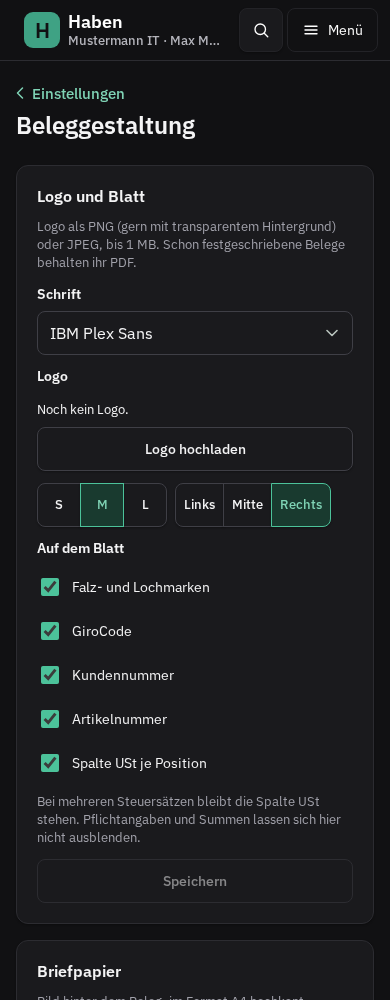 H
Haben
Mustermann IT · Max M...
Menü
Einstellungen
Beleggestaltung
Logo und Blatt
Logo als PNG (gern mit transparentem Hintergrund)
oder JPEG, bis 1 MB. Schon festgeschriebene Belege
behalten ihr PDF.
Schrift
IBM Plex Sans
Logo
Noch kein Logo.
Logo hochladen
S M L Links Mitte Rechts
Auf dem Blatt
Falz- und Lochmarken
GiroCode
Kundennummer
Artikelnummer
Spalte USt je Position
Bei mehreren Steuersätzen bleibt die Spalte USt
stehen. Pflichtangaben und Summen lassen sich hier
nicht ausblenden.
Speichern
Briefpapier